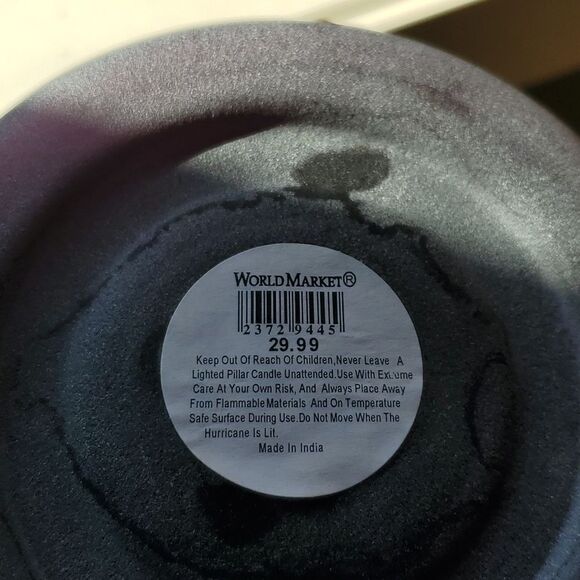 WORLD MARKET®
2372 9445
29.99
Keep Out Of Reach Of Children,Never Leave A
Lighted Pillar Candle Unattended.Use With
Care At Your Own Risk, And Always Place Away
From Flammable Materials And On Temperature
Safe Surface During Use.Do Not Move When The
Hurricane Is Lit.
Made In India